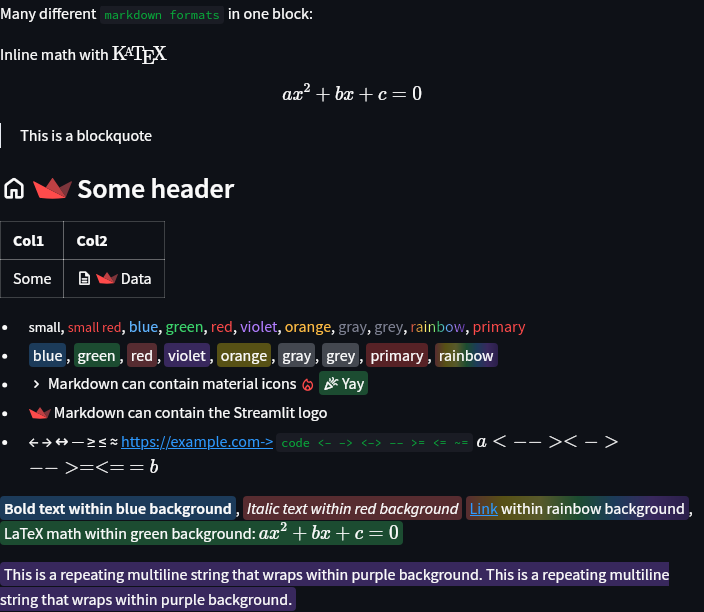 Many different markdown formats in one block:
Inline math with KATEX
ax² + bx + c = 0
This is a blockquote
Some header
Col1 Col2
Some Data
small, small red, blue, green, red, violet, orange, gray, grey, rainbow, primary
blue, green, red, violet, orange, gray, grey, primary, rainbow
Markdown can contain material icons Yay
Markdown can contain the Streamlit logo
← → ↔ — ≥ ≤ ≈ https://example.com-> code <- -> <-> -- >= <= ~= a < −− >< − >
−− >=<= = b
Bold text within blue background, Italic text within red background Link within rainbow background,
LaTeX math within green background: ax² + bx + c = 0
This is a repeating multiline string that wraps within purple background. This is a repeating multiline
string that wraps within purple background.